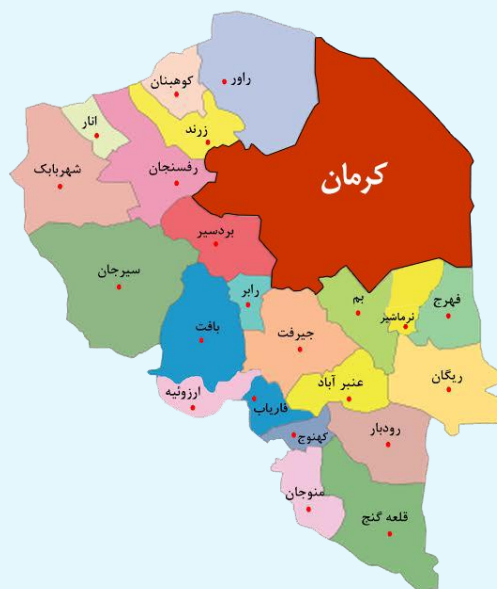 راور
کوهبنان
انار
زرند
کرمان
رفسنجان
شهربابک
بردسیر
سیرجان
رابر
بم
فهرج
نرماشیر
بافت
جیرفت
ریگان
عنبر آباد
ارزوئیه
فاریاب
رودبار
کهنوج
منوجان
قلعه گنج